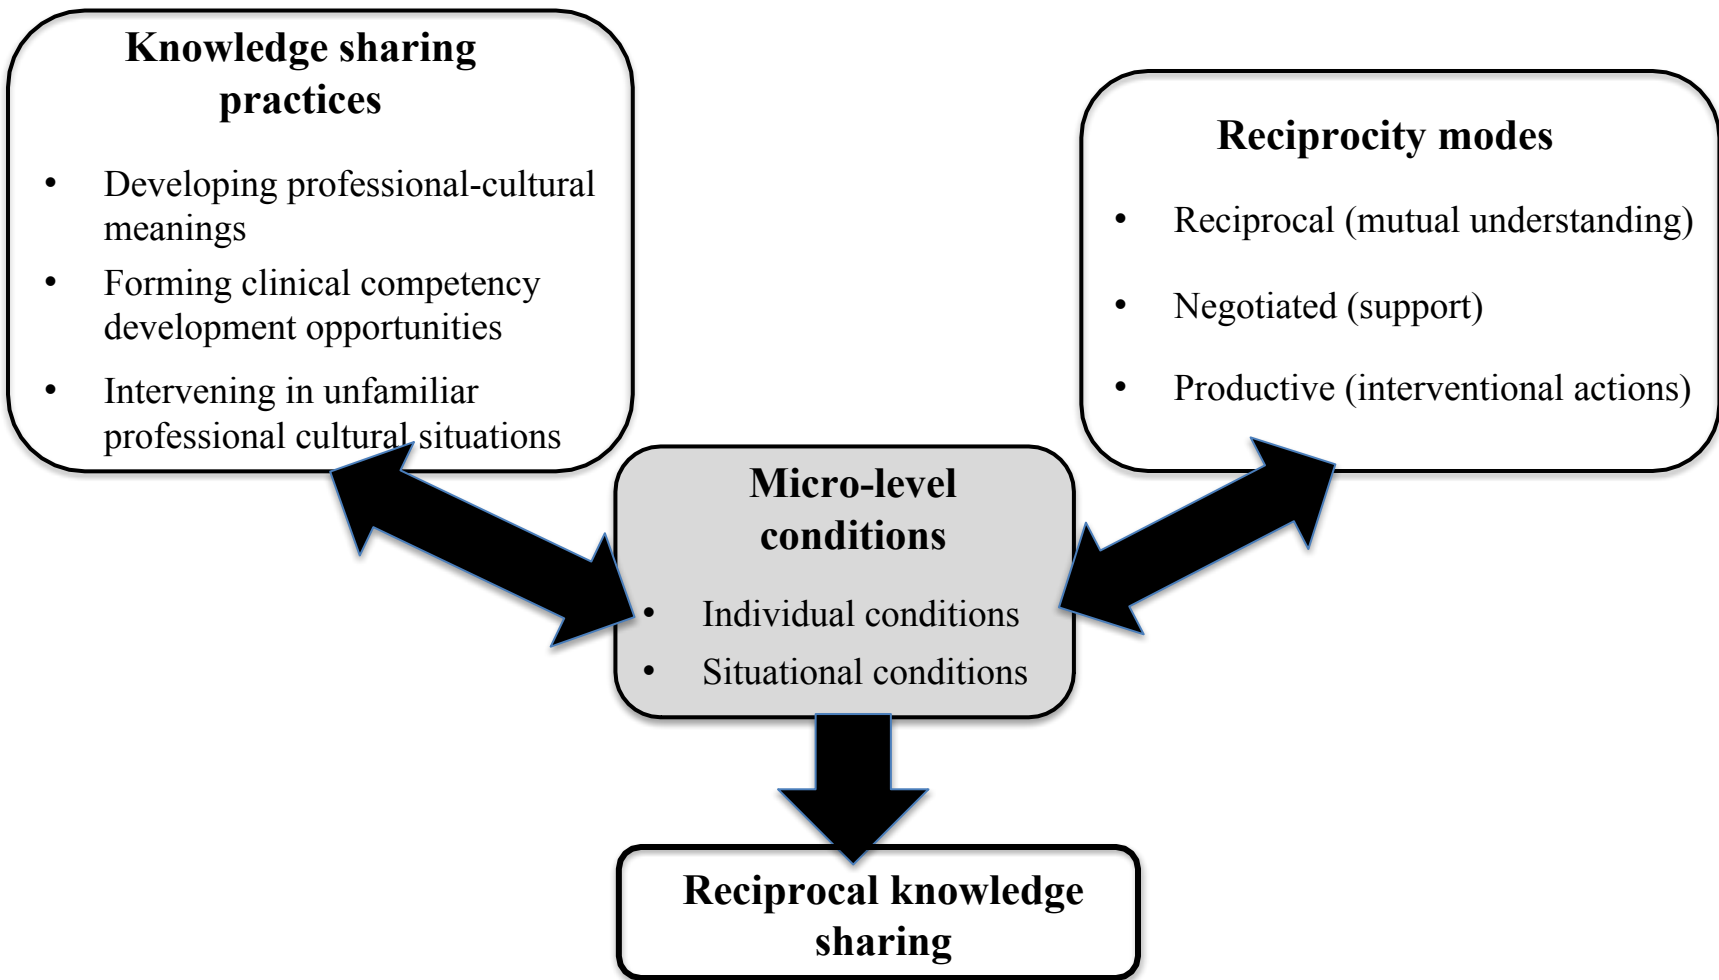 Knowledge sharing
practices
• Developing professional-cultural
meanings
• Forming clinical competency
development opportunities
• Intervening in unfamiliar
professional cultural situations
Reciprocity modes
• Reciprocal (mutual understanding)
• Negotiated (support)
• Productive (interventional actions)
Micro-level
conditions
• Individual conditions
• Situational conditions
Reciprocal knowledge
sharing